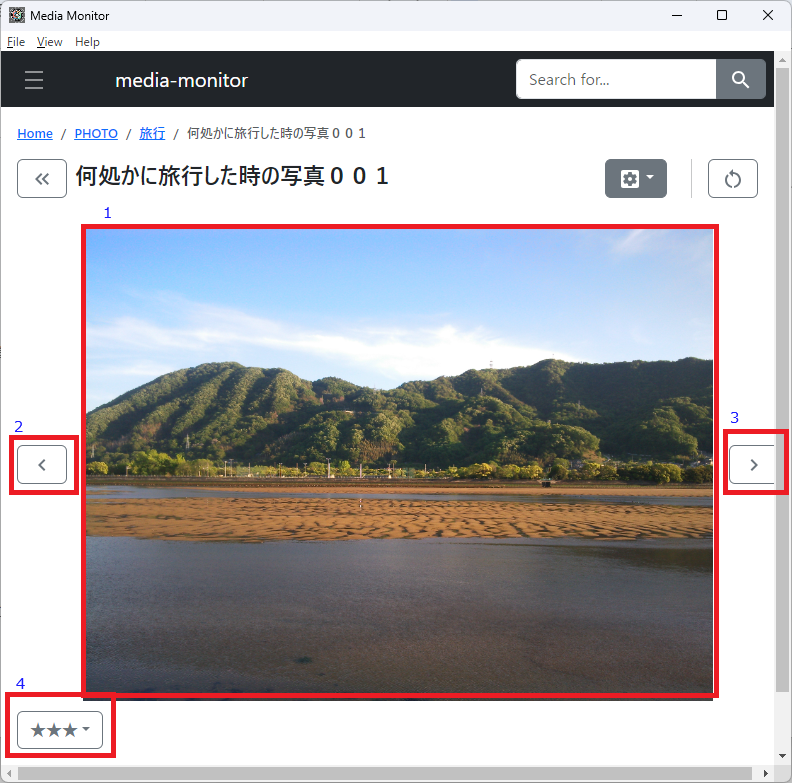 Media Monitor
File View Help
media-monitor
Search for...
Home / PHOTO / 旅行 / 何処かに旅行した時の写真００１
何処かに旅行した時の写真００１
1
2
3
4
★★★